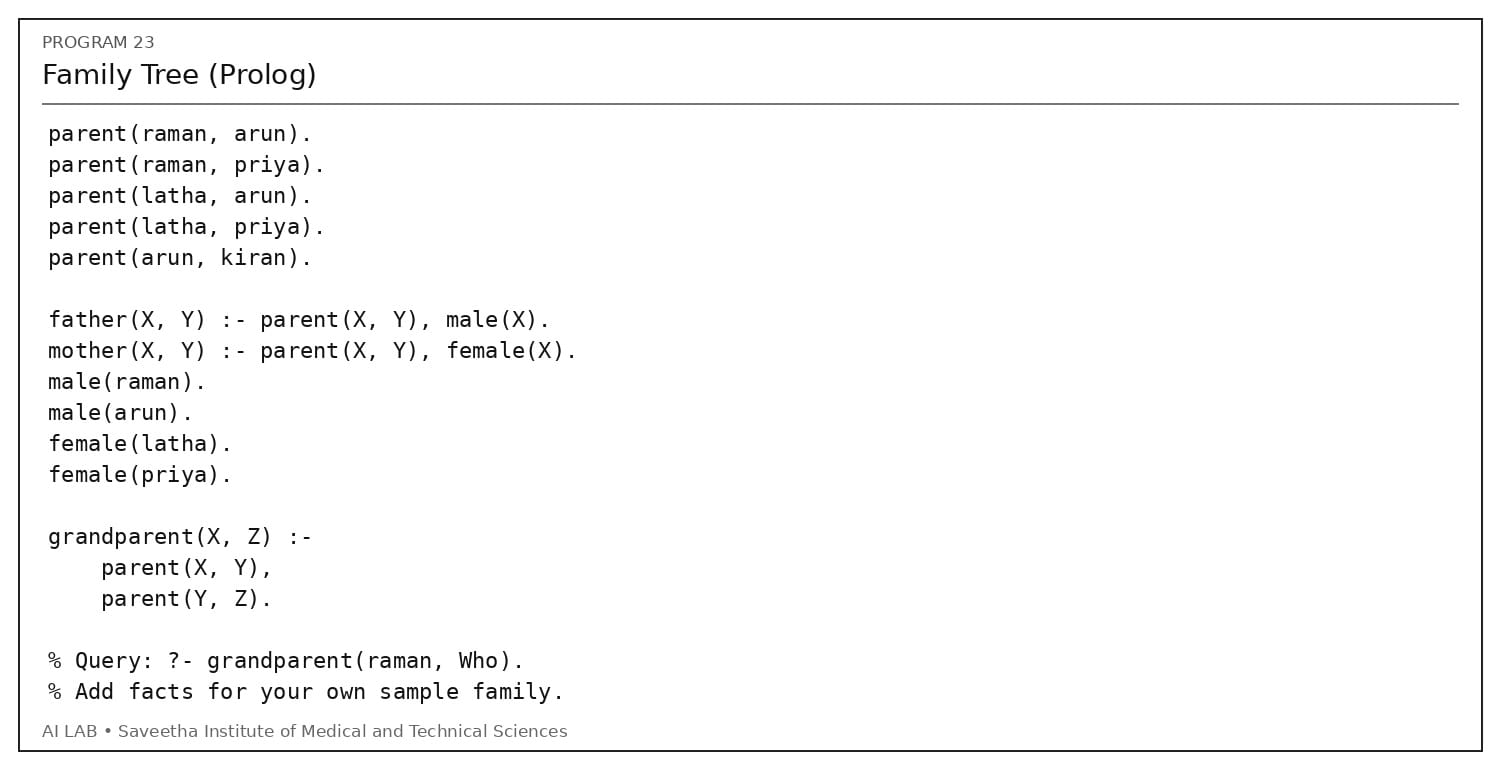 PROGRAM 23
Family Tree (Prolog)
parent(raman, arun).
parent(raman, priya).
parent(latha, arun).
parent(latha, priya).
parent(arun, kiran).
father(X, Y) :- parent(X, Y), male(X).
mother(X, Y) :- parent(X, Y), female(X).
male(raman).
male(arun).
female(latha).
female(priya).
grandparent(X, Z) :-
    parent(X, Y),
    parent(Y, Z).
% Query: ?- grandparent(raman, Who).
% Add facts for your own sample family.
AI LAB • Saveetha Institute of Medical and Technical Sciences